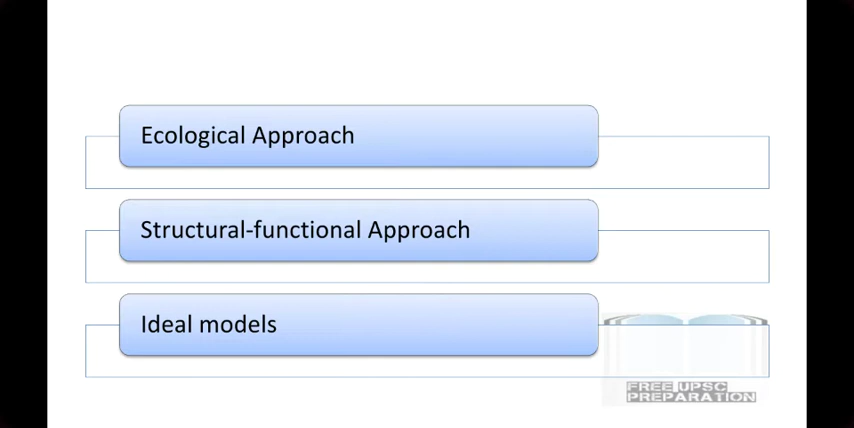 Ecological Approach
Structural-functional Approach
Ideal models
FREE UPSC
PREPARATION